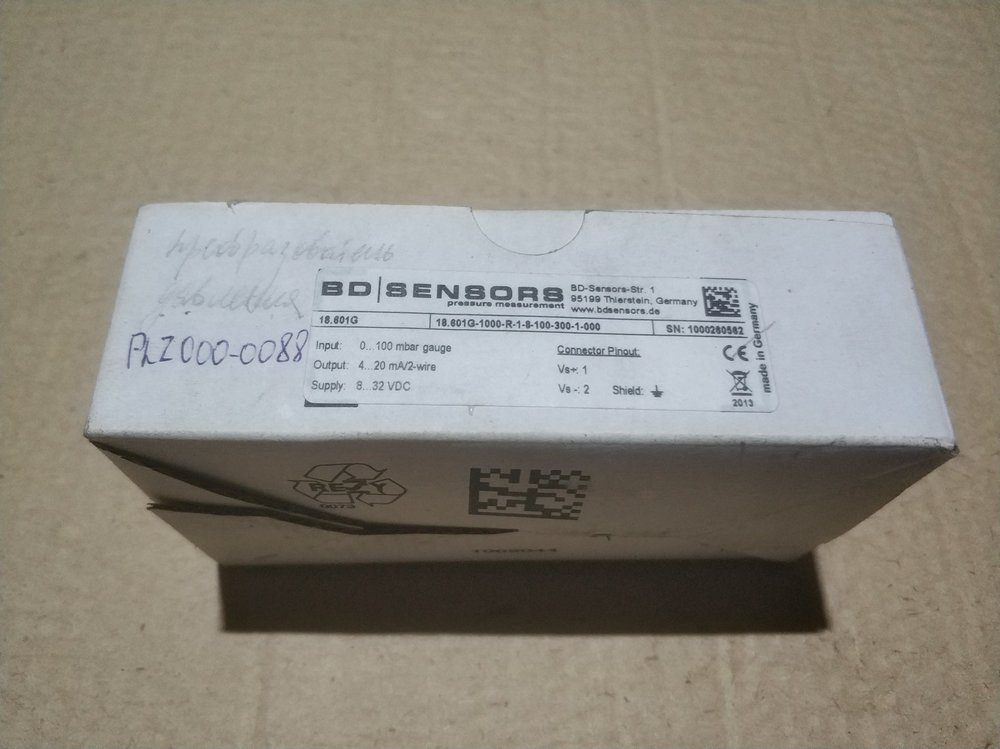 преобразователь
давления
PLZ000-0088
BD|SENSORS
pressure measurement
BD-Sensors-Str. 1
95199 Thierstein, Germany
www.bdsensors.de
18.601G
18.601G-1000-R-1-8-100-300-1-000
SN: 1000260562
Input: 0...100 mbar gauge
Output: 4...20 mA/2-wire
Supply: 8...32 VDC
Connector Pinout:
Vs+: 1
Vs -: 2 Shield:
CE
2013
made in Germany
REZY
0073